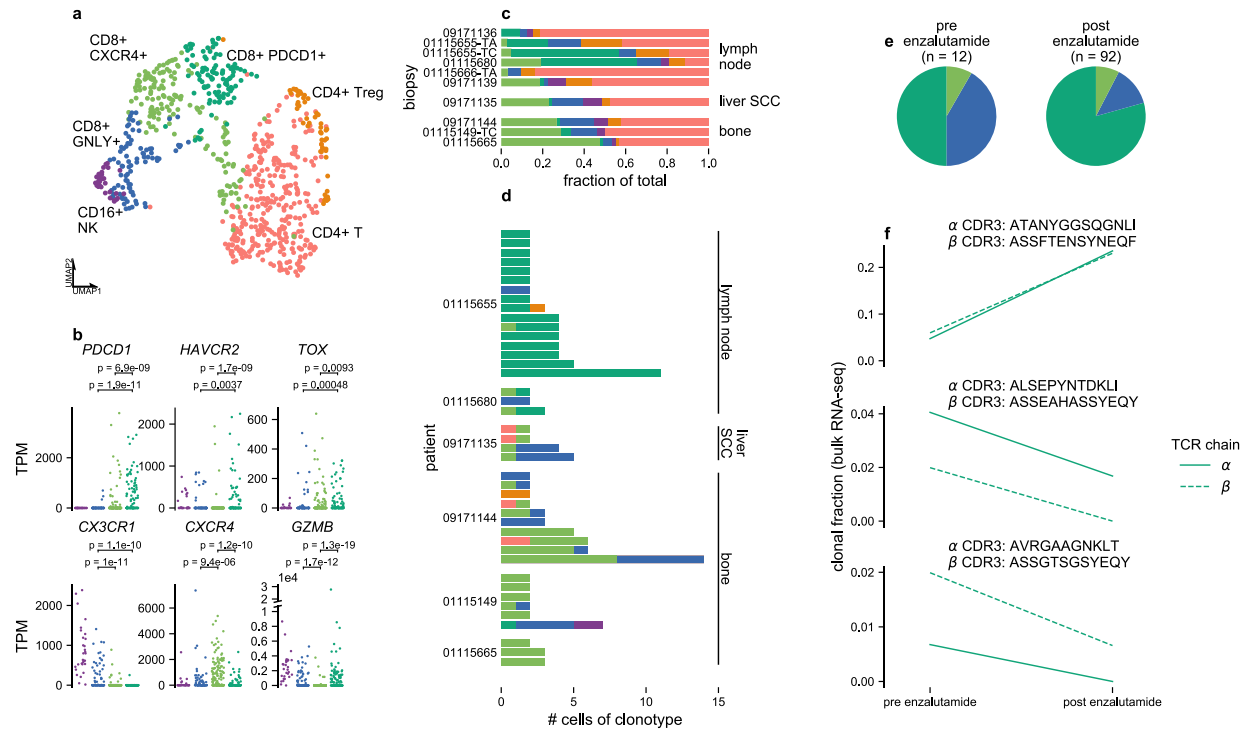 a
CD8+
CXCR4+
CD8+ PDCD1+
CD4+ Treg
CD8+
GNLY+
CD16+
NK
CD4+ T
UMAP2
UMAP1
b
PDCD1
HAVCR2
TOX
p = 6.9e-09
p = 1.9e-11
p = 1.7e-09
p = 0.0037
p = 0.0093
p = 0.00048
TPM
2000
0
2000
1000
0
600
400
200
0
CX3CR1
CXCR4
GZMB
p = 1.1e-10
p = 1e-11
p = 1.2e-10
p = 9.4e-06
p = 1.3e-19
p = 1.7e-12
TPM
2000
1000
0
6000
4000
2000
0
1e4
3
2
1
0.8
0.6
0.4
0.2
0
c
biopsy
09171136
01115655-TA
01115655-TC
01115680
01115666-TA
09171139
09171135
09171144
01115149-TC
01115665
lymph
node
liver SCC
bone
0.0 0.2 0.4 0.6 0.8 1.0
fraction of total
d
patient
01115655
01115680
09171135
09171144
01115149
01115665
lymph node
liver
SCC
bone
0 5 10 15
# cells of clonotype
e
pre
enzalutamide
(n = 12)
post
enzalutamide
(n = 92)
f
clonal fraction (bulk RNA-seq)
α CDR3: ATANYGGSQGNLI
β CDR3: ASSFTENSYNEQF
0.2
0.1
0.0
α CDR3: ALSEPYNTDKLI
β CDR3: ASSEAHASSYEQY
0.04
0.02
0.00
α CDR3: AVRGAAGNKLT
β CDR3: ASSGTSGSYEQY
0.02
0.01
0.00
pre enzalutamide
post enzalutamide
TCR chain
α
β